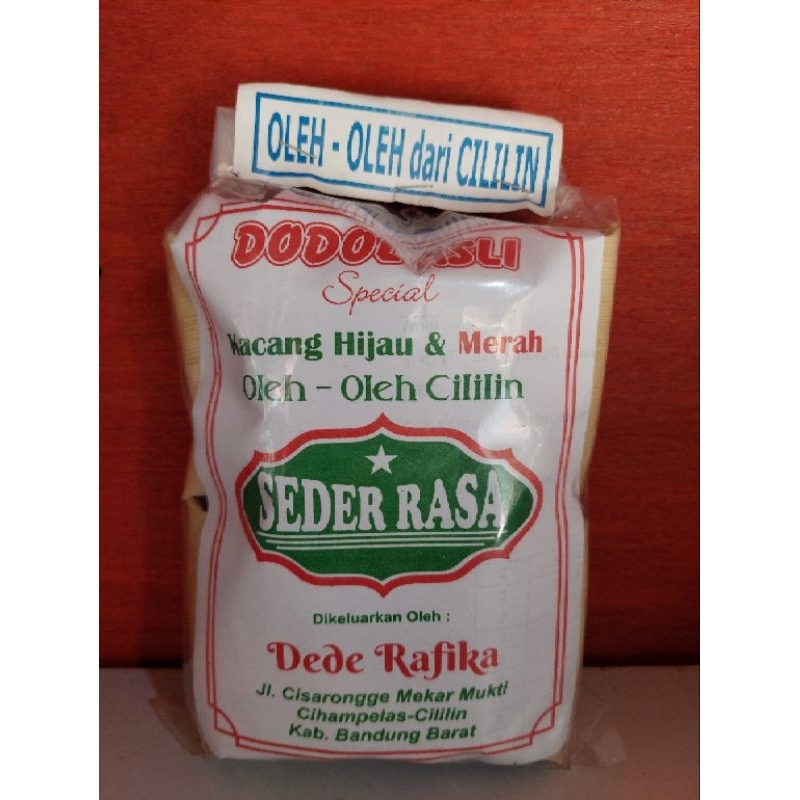 OLEH - OLEH dari CILILIN
DODOL ASLI
Special
Kacang Hijau & Merah
Oleh - Oleh Cililin
SEDER RASA
Dikeluarkan Oleh :
Dede Rafika
Jl. Cisarongge Mekar Mukti
Cihampelas-Cililin
Kab. Bandung Barat